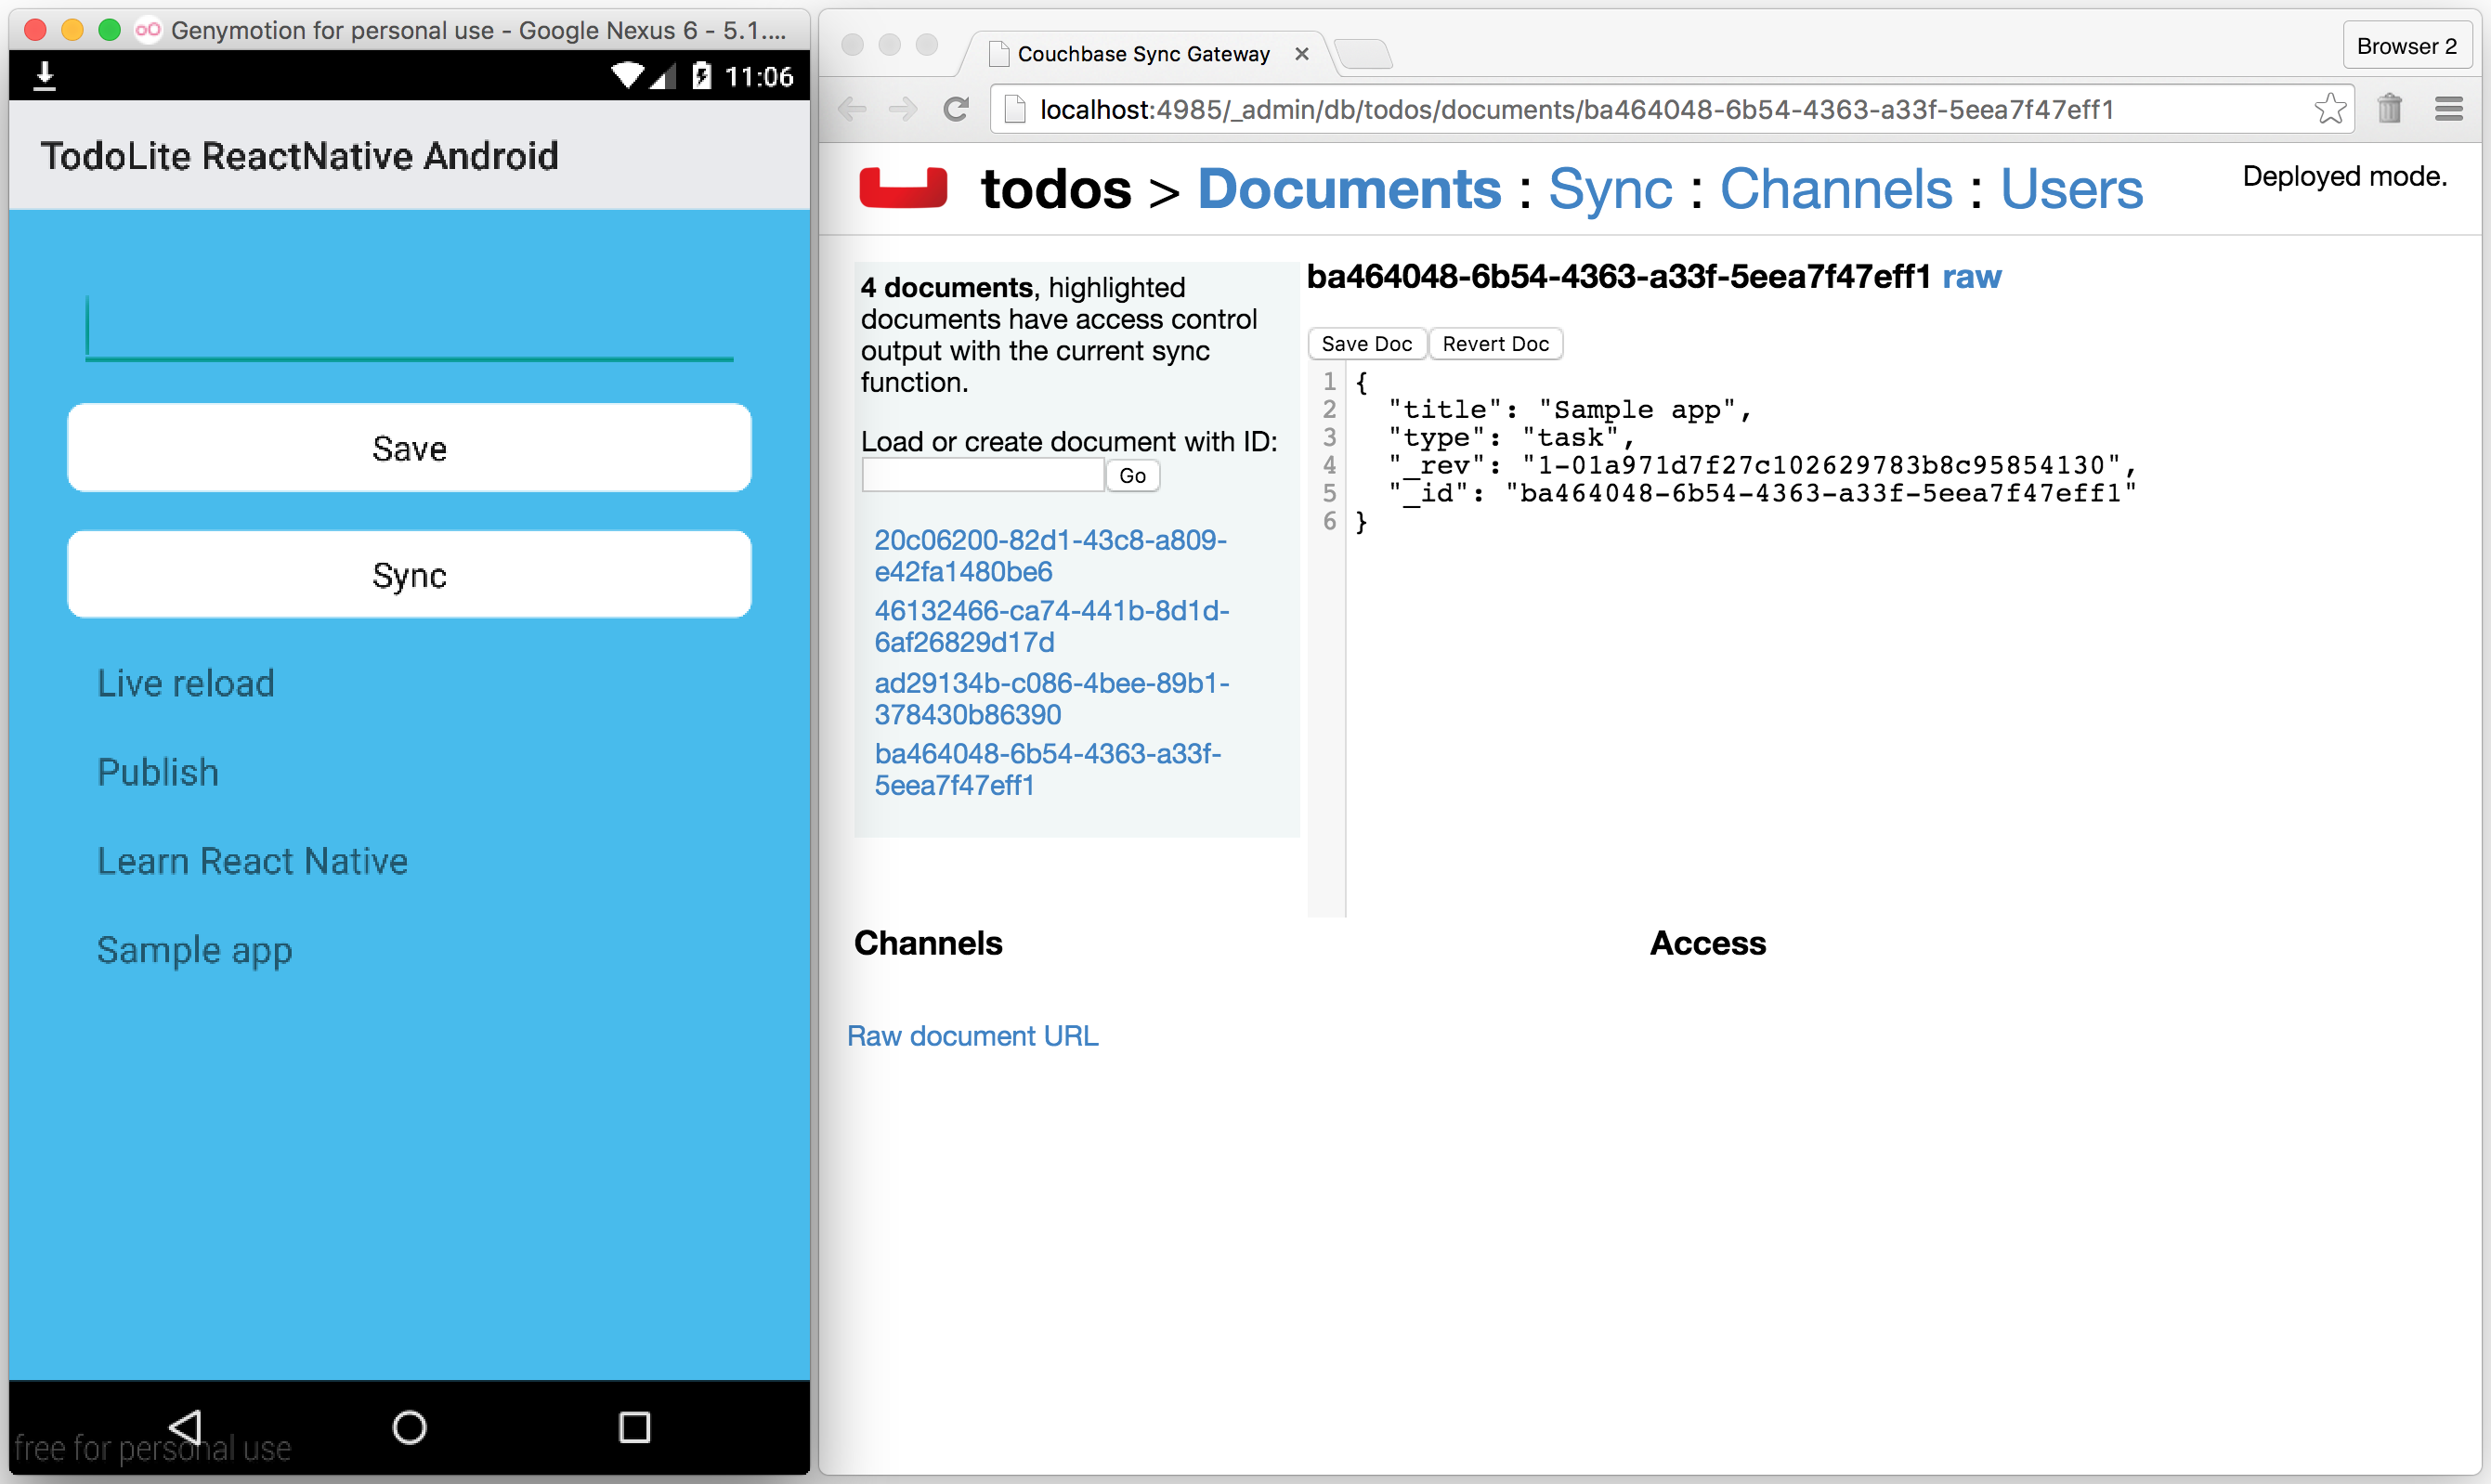 Genymotion for personal use - Google Nexus 6 - 5.1....
11:06
TodoLite ReactNative Android
Save
Sync
Live reload
Publish
Learn React Native
Sample app
free for personal use
Couchbase Sync Gateway
Browser 2
localhost:4985/_admin/db/todos/documents/ba464048-6b54-4363-a33f-5eea7f47eff1
todos > Documents : Sync : Channels : Users
Deployed mode.
4 documents, highlighted
documents have access control
output with the current sync
function.
Load or create document with ID:
Go
20c06200-82d1-43c8-a809-
e42fa1480be6
46132466-ca74-441b-8d1d-
6af26829d17d
ad29134b-c086-4bee-89b1-
378430b86390
ba464048-6b54-4363-a33f-
5eea7f47eff1
ba464048-6b54-4363-a33f-5eea7f47eff1 raw
Save Doc Revert Doc
1 {
2 "title": "Sample app",
3 "type": "task",
4 "_rev": "1-01a971d7f27c102629783b8c95854130",
5 "_id": "ba464048-6b54-4363-a33f-5eea7f47eff1"
6 }
Channels
Access
Raw document URL